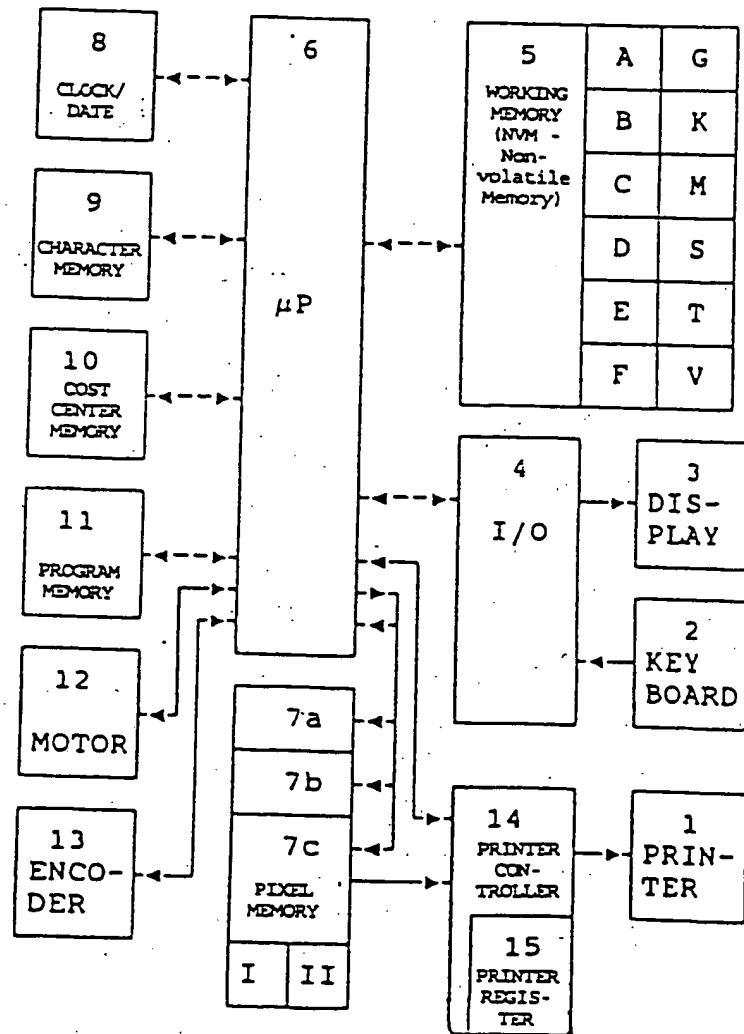 8
CLOCK/
DATE
9
CHARACTER
MEMORY
10
COST
CENTER
MEMORY
11
PROGRAM
MEMORY
12
MOTOR
13
ENCO-
DER
6
μP
7a
7b
7c
PIXEL
MEMORY
I II
5
WORKING
MEMORY
(NVM -
Non-
volatile
Memory)
A G
B K
C M
D S
E T
F V
4
I/O
3
DIS-
PLAY
2
KEY
BOARD
14
PRINTER
CON-
TROLLER
15
PRINTER
REGIS-
TER
1
PRIN-
TER